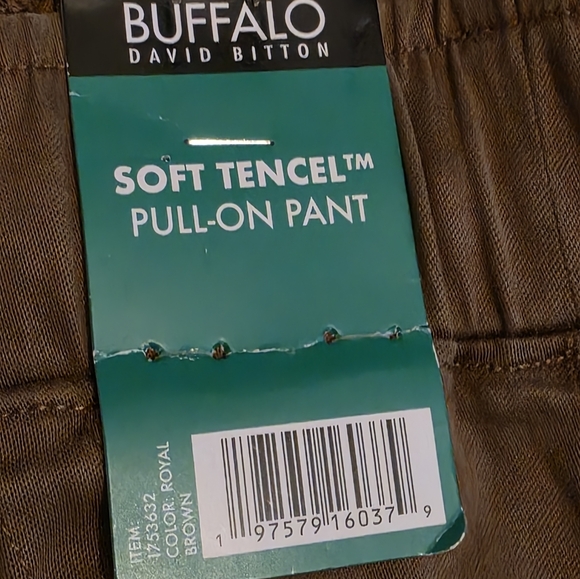 BUFFALO
DAVID BITTON
SOFT TENCEL™
PULL-ON PANT
ITEM:
1753632
COLOR: ROYAL
BROWN
1 97579 16037 9